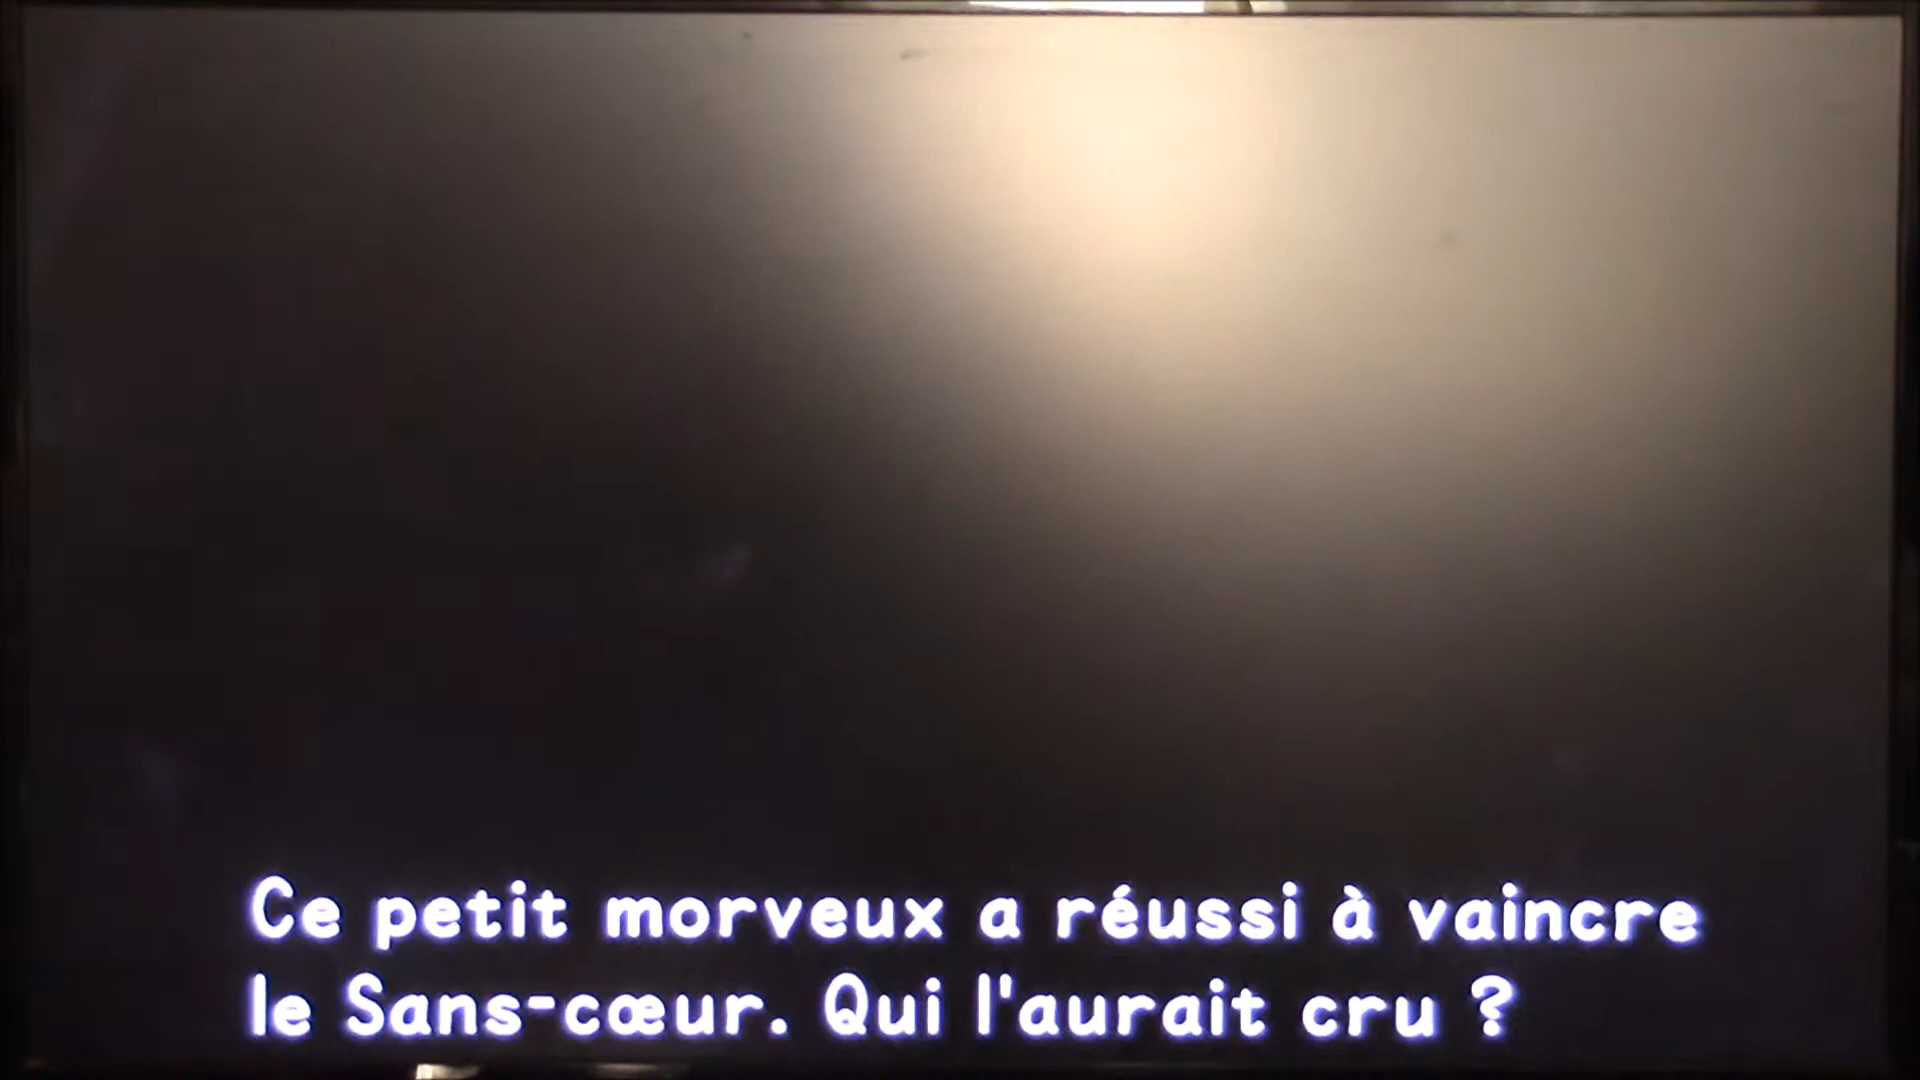 Ce petit morveux a réussi à vaincre
le Sans-cœur. Qui l'aurait cru ?